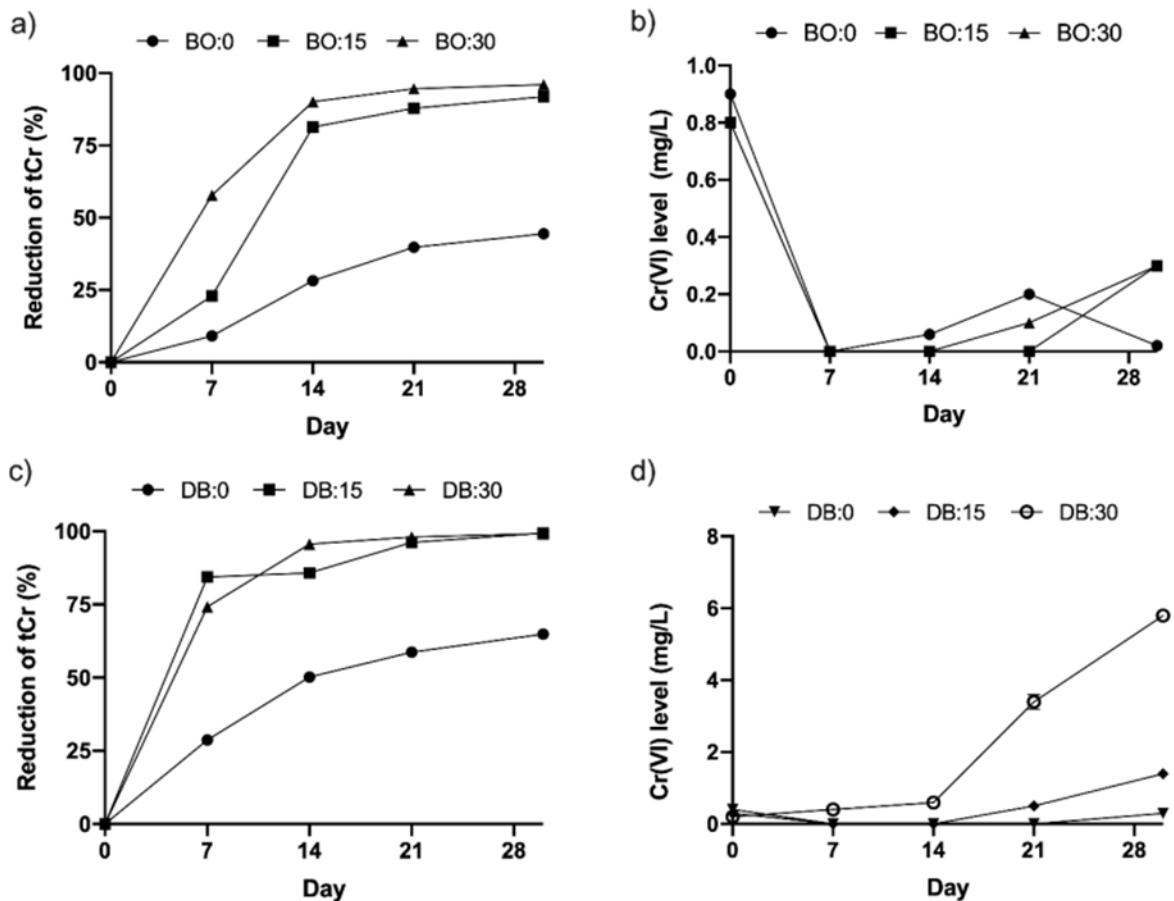 a)
BO:0 BO:15 BO:30
Reduction of tCr (%)
100
75
50
25
0
0 7 14 21 28
Day
b)
BO:0 BO:15 BO:30
Cr(VI) level (mg/L)
1.0
0.8
0.6
0.4
0.2
0.0
0 7 14 21 28
Day
c)
DB:0 DB:15 DB:30
Reduction of tCr (%)
100
75
50
25
0
0 7 14 21 28
Day
d)
DB:0 DB:15 DB:30
Cr(VI) level (mg/L)
8
6
4
2
0
0 7 14 21 28
Day